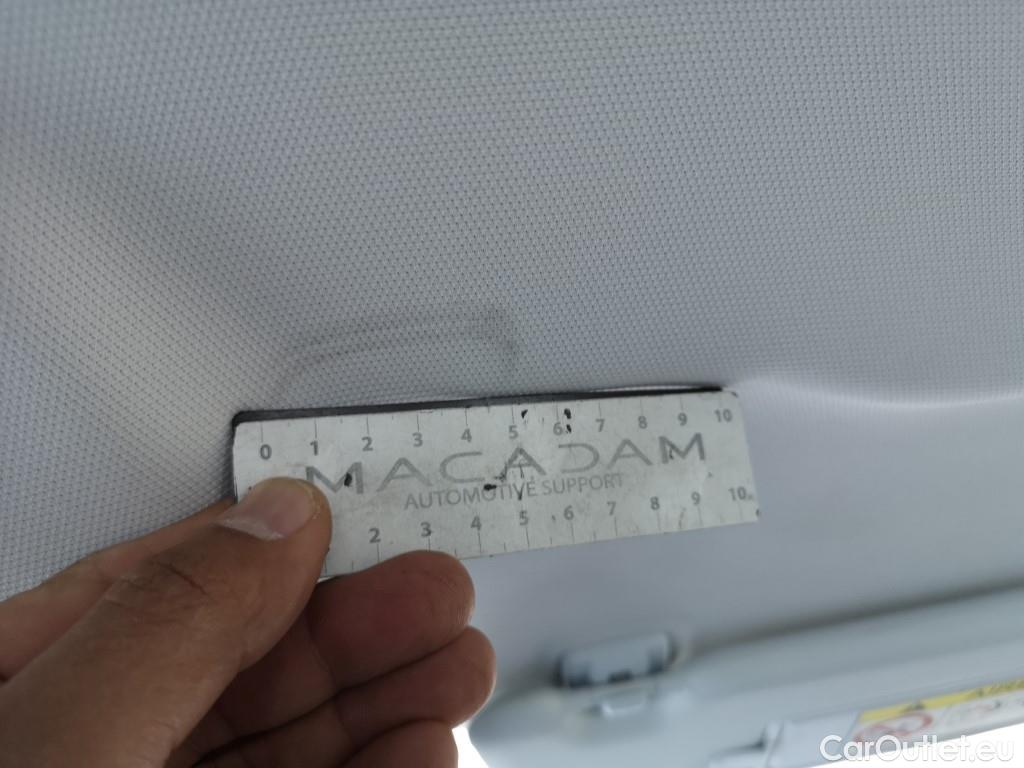 0 1 2 3 4 5 6 7 8 9 10
MACADAM
AUTOMOTIVE SUPPORT
2 3 4 5 6 7 8 9 10
CarOutlet.eu